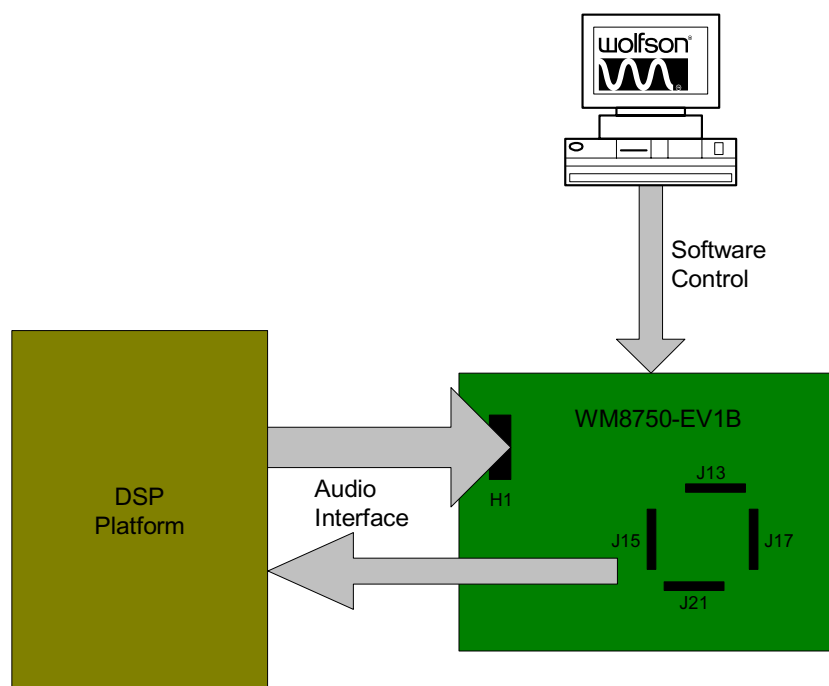 wolfson®
®
Software
Control
WM8750-EV1B
J13
H1
DSP
Platform
Audio
Interface
J15
J17
J21